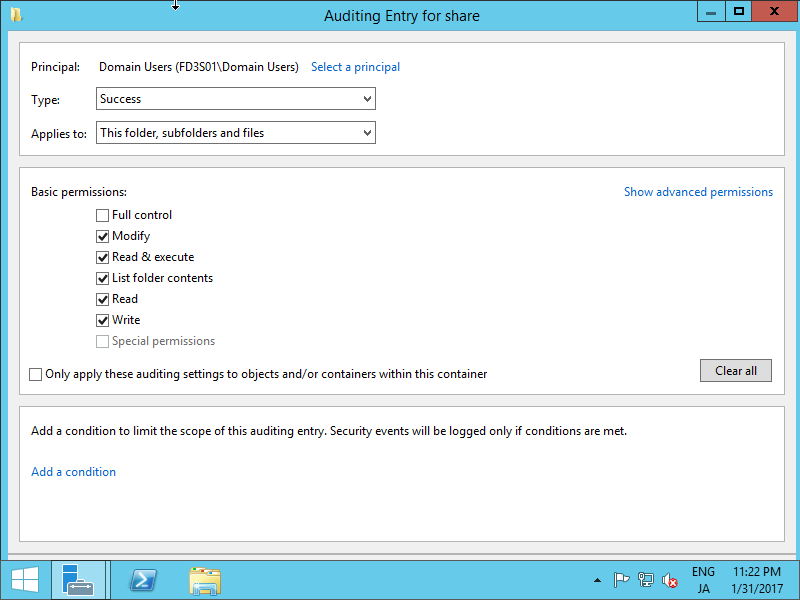 Auditing Entry for share
Principal: Domain Users (FD3S01\Domain Users) Select a principal
Type: Success
Applies to: This folder, subfolders and files
Basic permissions: Show advanced permissions
Full control
Modify
Read & execute
List folder contents
Read
Write
Special permissions
Only apply these auditing settings to objects and/or containers within this container Clear all
Add a condition to limit the scope of this auditing entry. Security events will be logged only if conditions are met.
Add a condition
ENG 11:22 PM
JA 1/31/2017